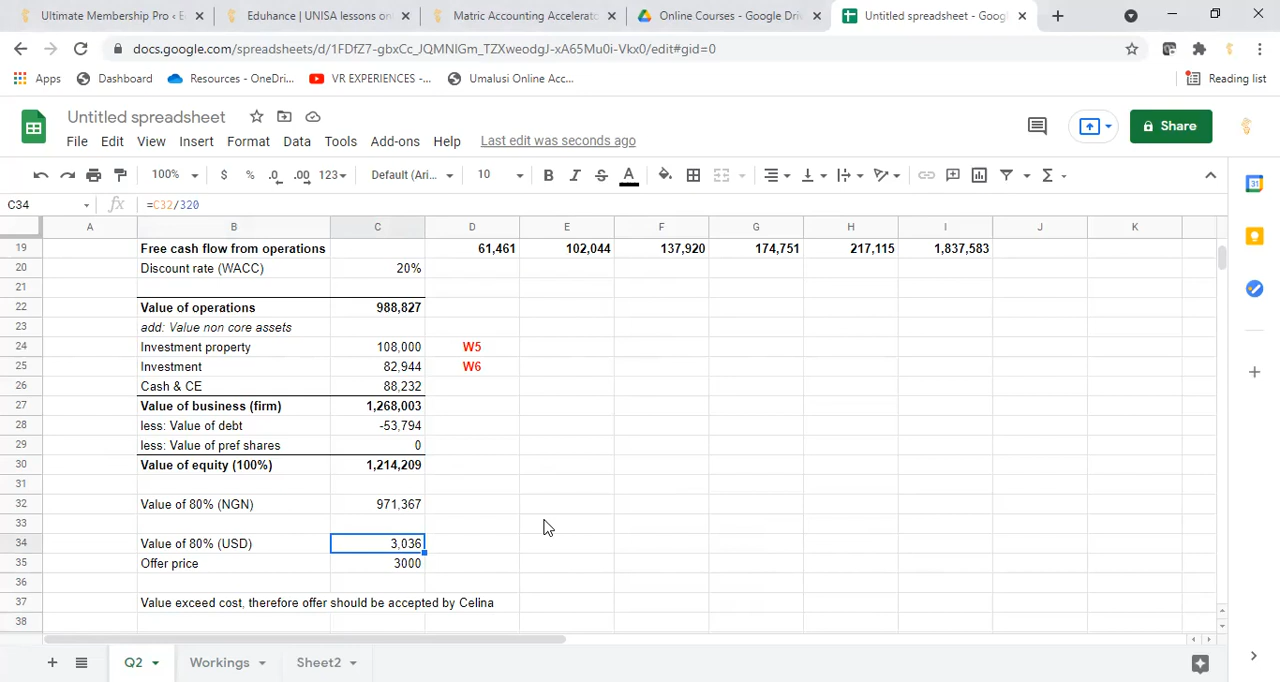 Ultimate Membership Pro ‹ E
Eduhance | UNISA lessons on
Matric Accounting Accelerato
Online Courses - Google Driv
Untitled spreadsheet - Goog
docs.google.com/spreadsheets/d/1FDfZ7-gbxCc_JQMNIGm_TZXweodgJ-xA65Mu0i-Vkx0/edit#gid=0
Apps
Dashboard
Resources - OneDri...
VR EXPERIENCES -...
Umalusi Online Acc...
Reading list
Untitled spreadsheet
File Edit View Insert Format Data Tools Add-ons Help Last edit was seconds ago
Share
100% $ % .0 .00 123 Default (Ari... 10 B I S A
C34 fx =C32/320
A B C D E F G H I J K
19 Free cash flow from operations 61,461 102,044 137,920 174,751 217,115 1,837,583
20 Discount rate (WACC) 20%
21
22 Value of operations 988,827
23 add: Value non core assets
24 Investment property 108,000 W5
25 Investment 82,944 W6
26 Cash & CE 88,232
27 Value of business (firm) 1,268,003
28 less: Value of debt -53,794
29 less: Value of pref shares 0
30 Value of equity (100%) 1,214,209
31
32 Value of 80% (NGN) 971,367
33
34 Value of 80% (USD) 3,036
35 Offer price 3000
36
37 Value exceed cost, therefore offer should be accepted by Celina
38
Q2 Workings Sheet2